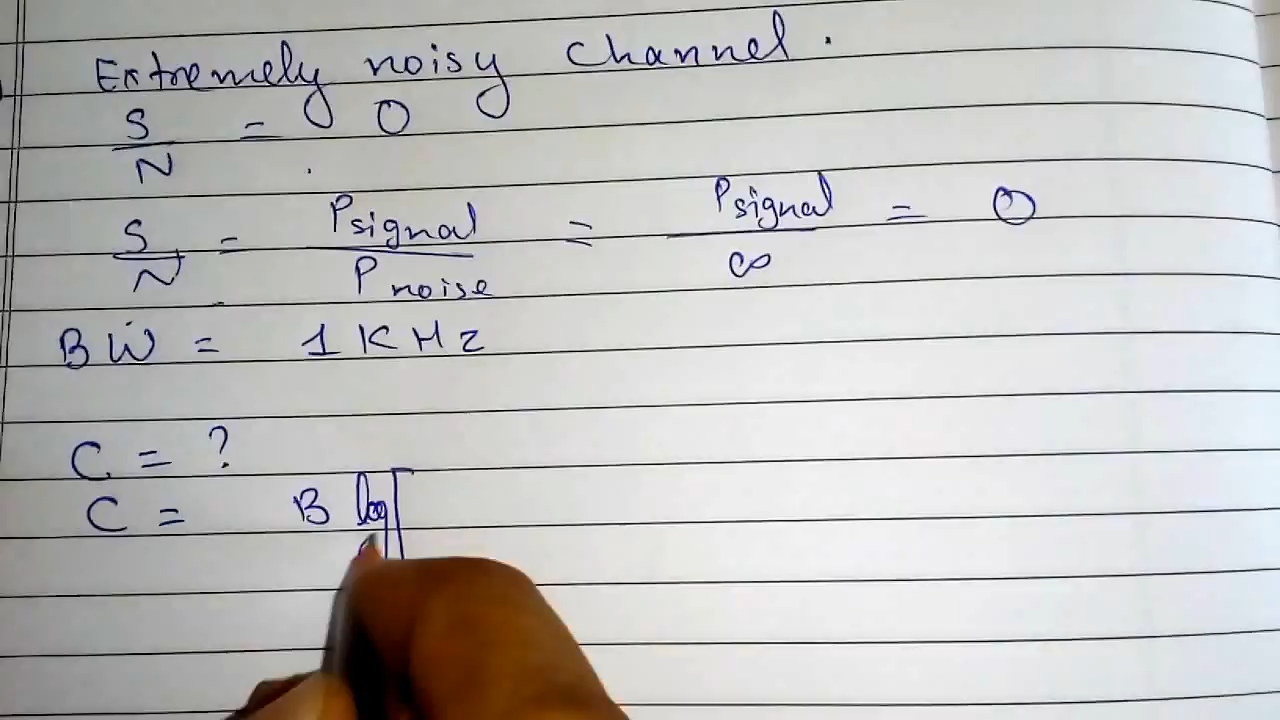 Extremely noisy channel.
S/N = 0
S/N = Psignal/Pnoise = Psignal/∞ = 0
BW = 1 KHz
C = ?
C = B log[